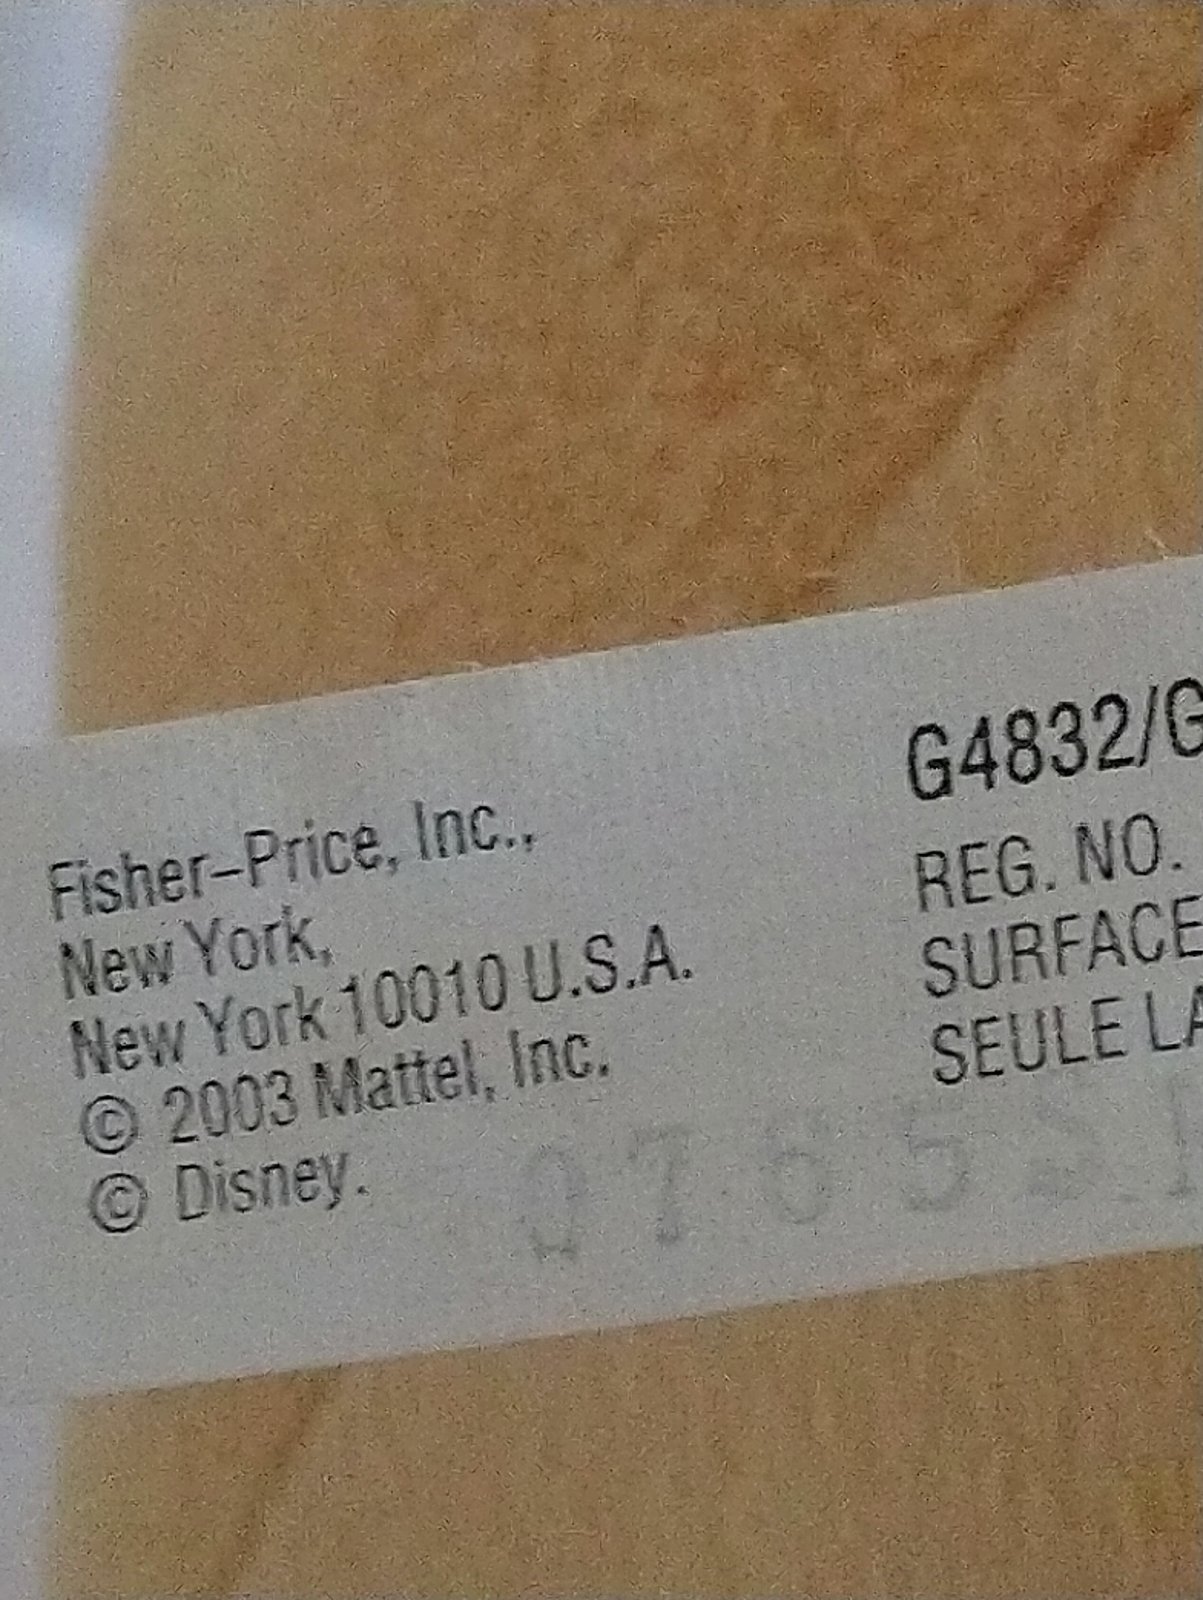 Fisher–Price, Inc.,
New York,
New York 10010 U.S.A.
© 2003 Mattel, Inc.
© Disney.
G4832/G
REG. NO.
SURFACE
SEULE LA